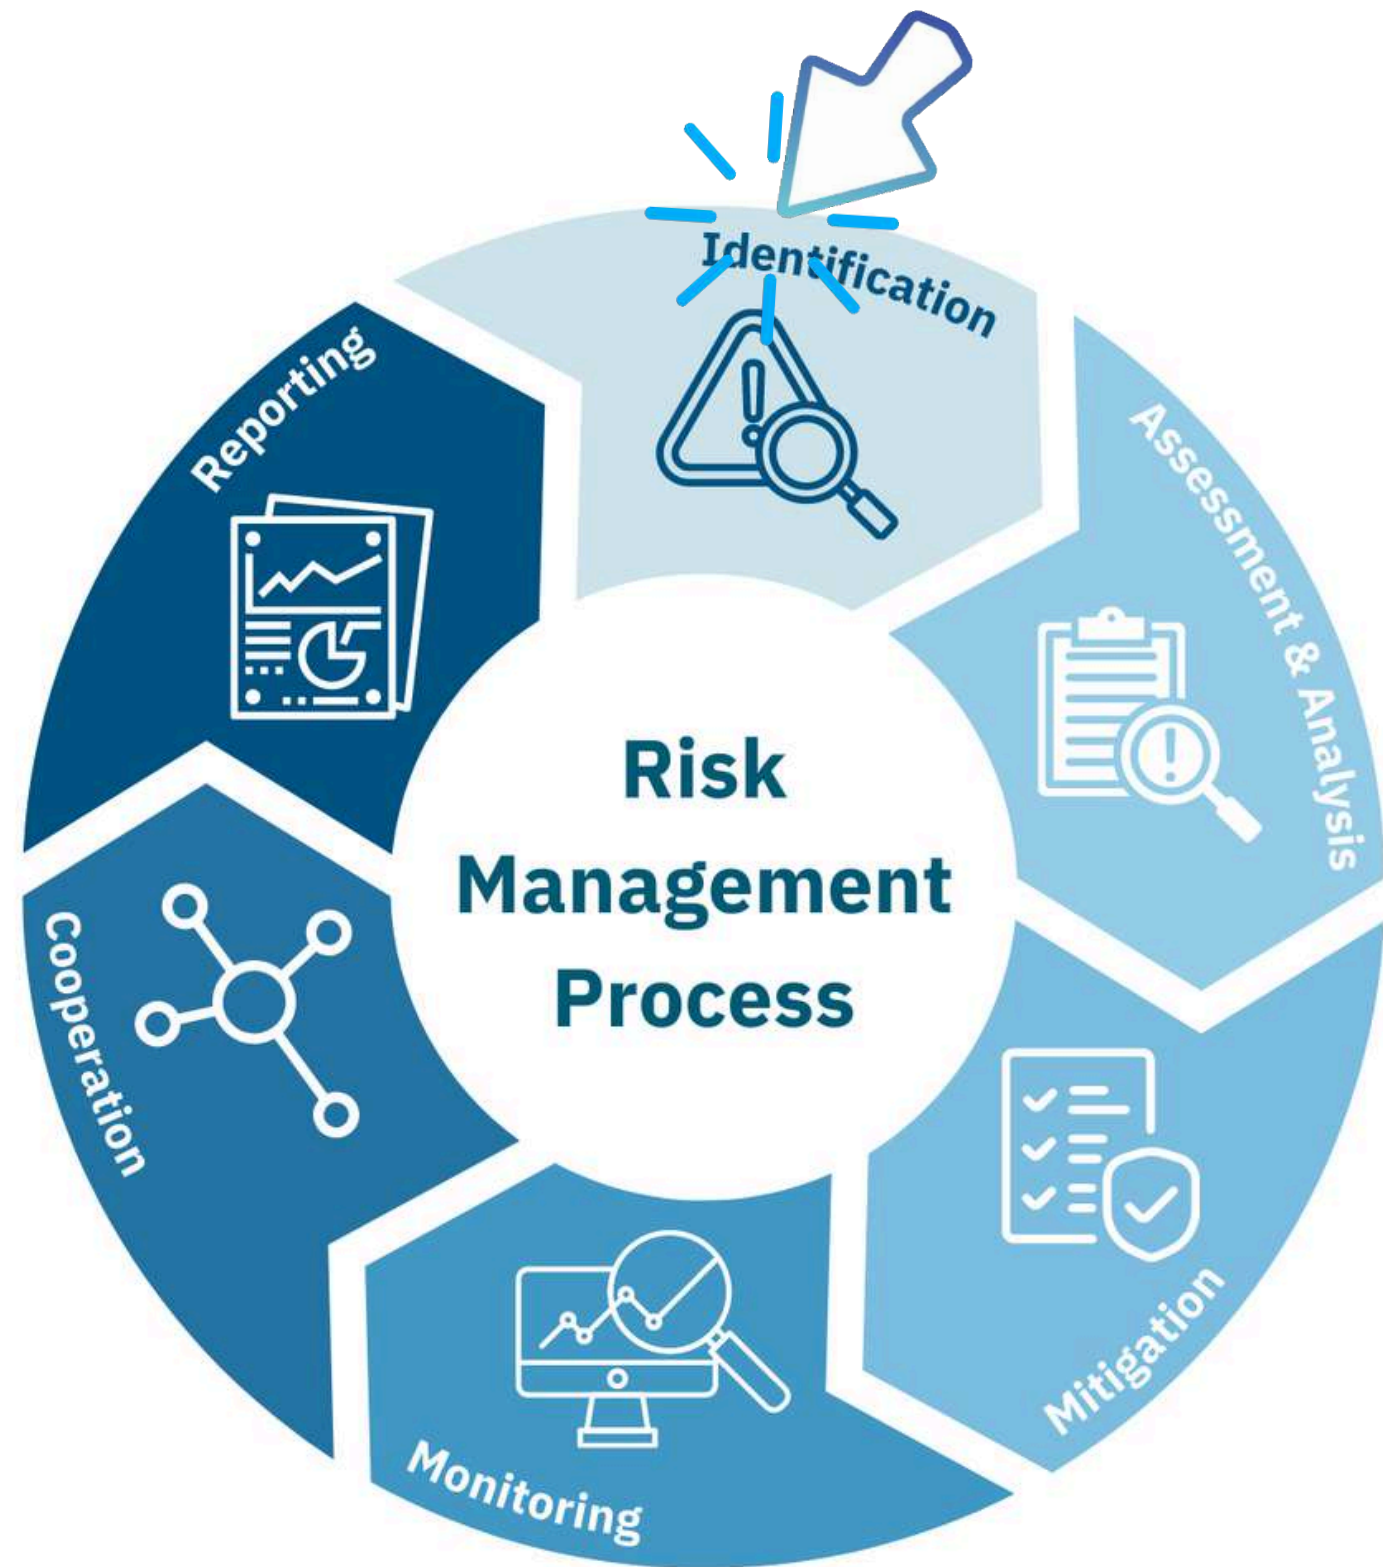 Identification
Assessment & Analysis
Mitigation
Monitoring
Cooperation
Reporting
Risk
Management
Process